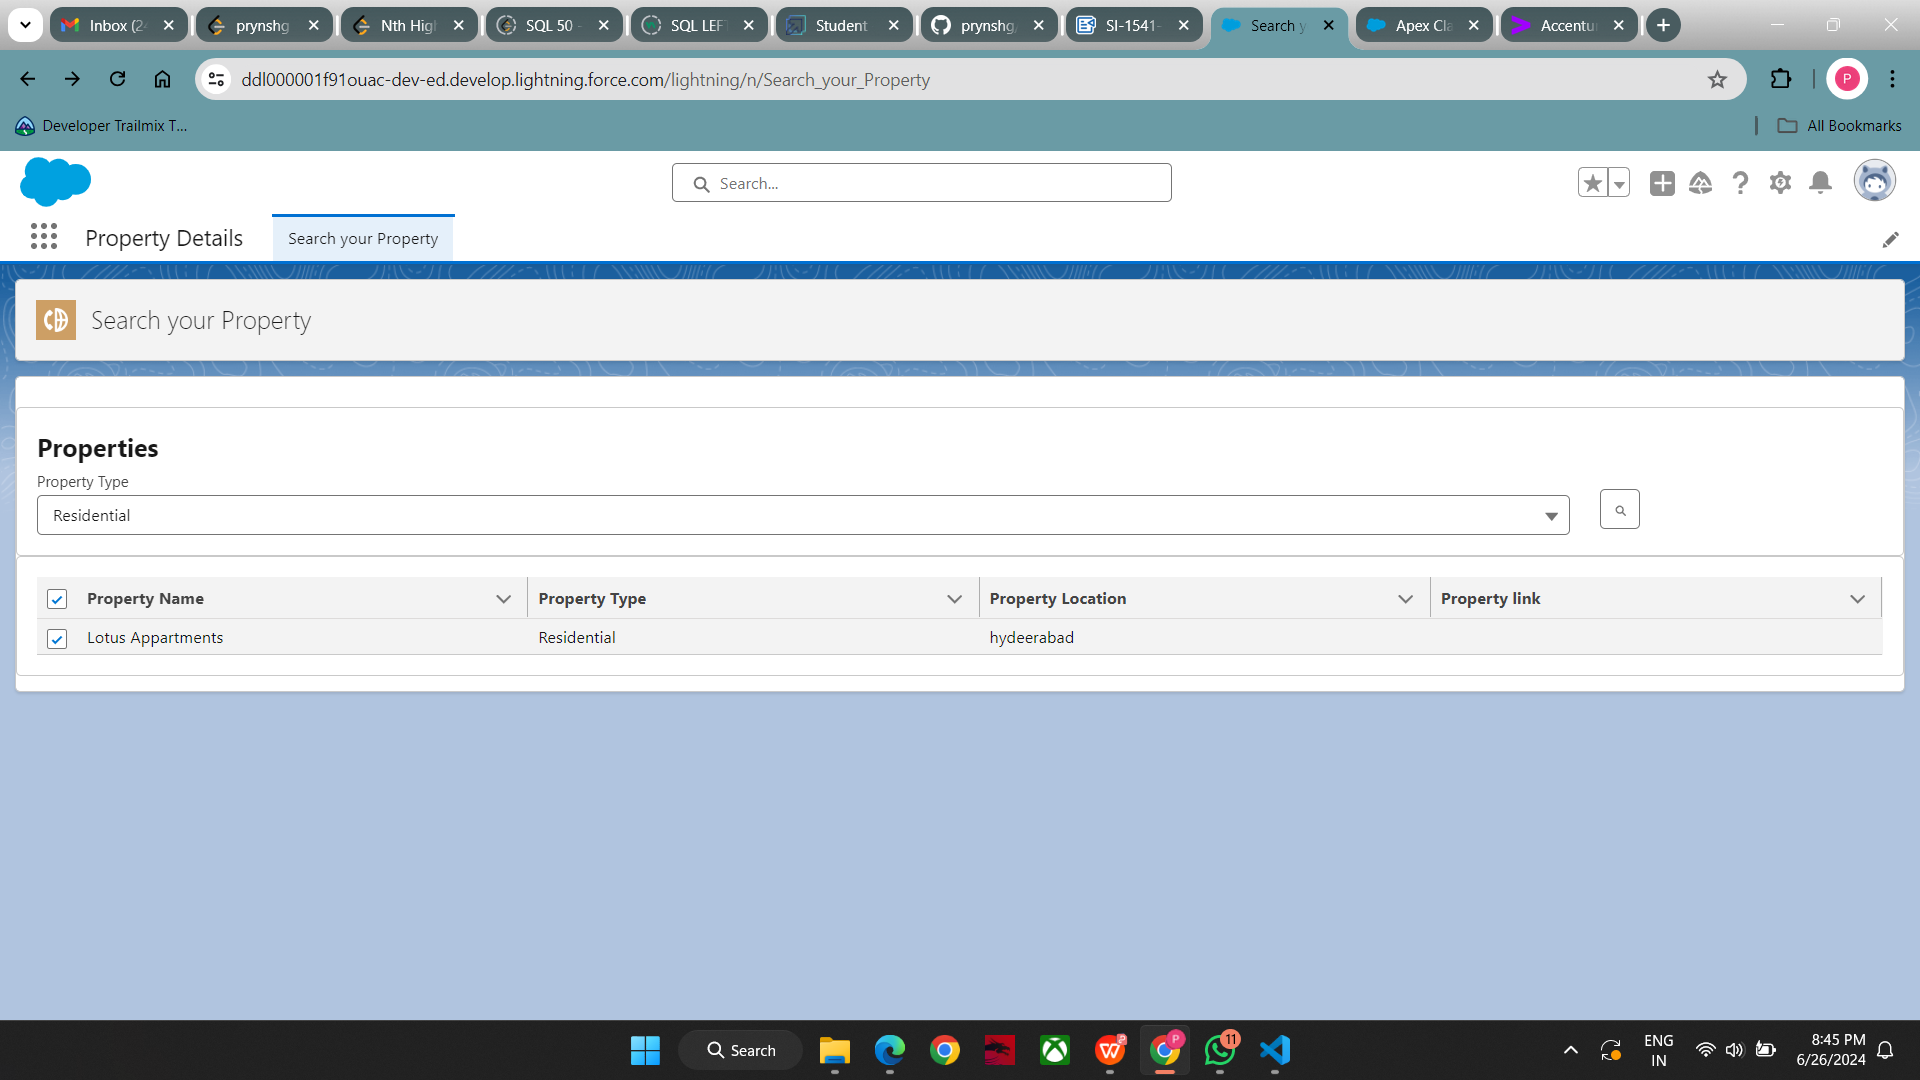 Inbox (24
prynshg
Nth High
SQL 50 -
SQL LEFT
Student
prynshg/
SI-1541-
Search y
Apex Cla
Accentu
ddl000001f91ouac-dev-ed.develop.lightning.force.com/lightning/n/Search_your_Property
P
Developer Trailmix T...
All Bookmarks
Search...
Property Details
Search your Property
Search your Property
Properties
Property Type
Residential
Property Name
Property Type
Property Location
Property link
Lotus Appartments
Residential
hydeerabad
Search
W
P
11
ENG
IN
8:45 PM
6/26/2024